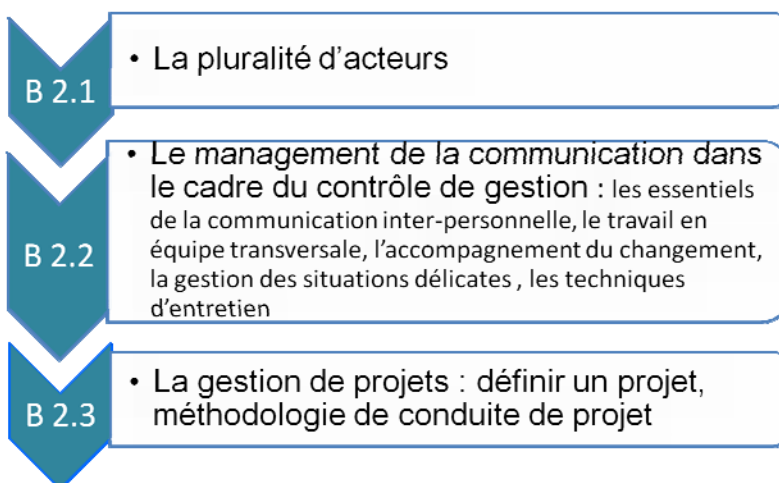 B 2.1
• La pluralité d'acteurs
B 2.2
• Le management de la communication dans
le cadre du contrôle de gestion : les essentiels
de la communication inter-personnelle, le travail en
équipe transversale, l'accompagnement du changement,
la gestion des situations délicates , les techniques
d'entretien
B 2.3
• La gestion de projets : définir un projet,
méthodologie de conduite de projet